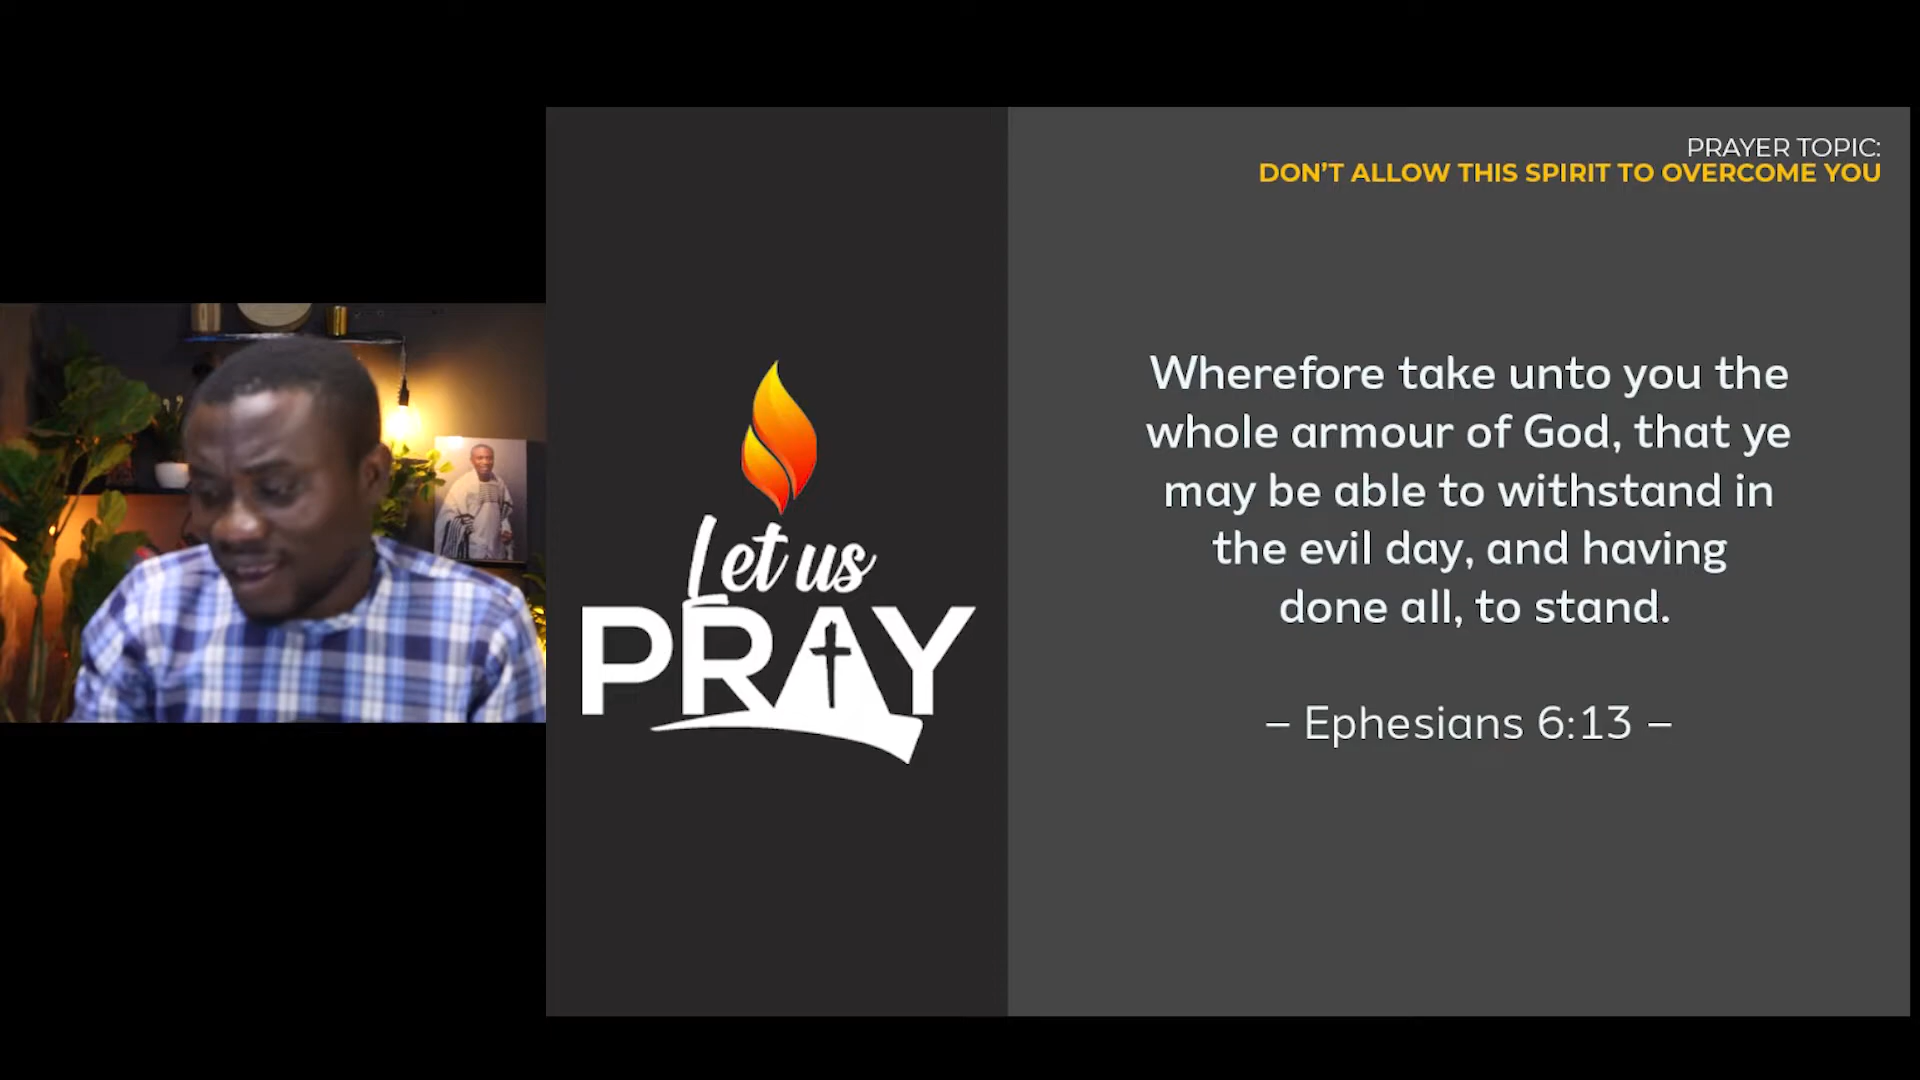 PRAYER TOPIC:
DON'T ALLOW THIS SPIRIT TO OVERCOME YOU
Let us
PRAY
Wherefore take unto you the
whole armour of God, that ye
may be able to withstand in
the evil day, and having
done all, to stand.
– Ephesians 6:13 –